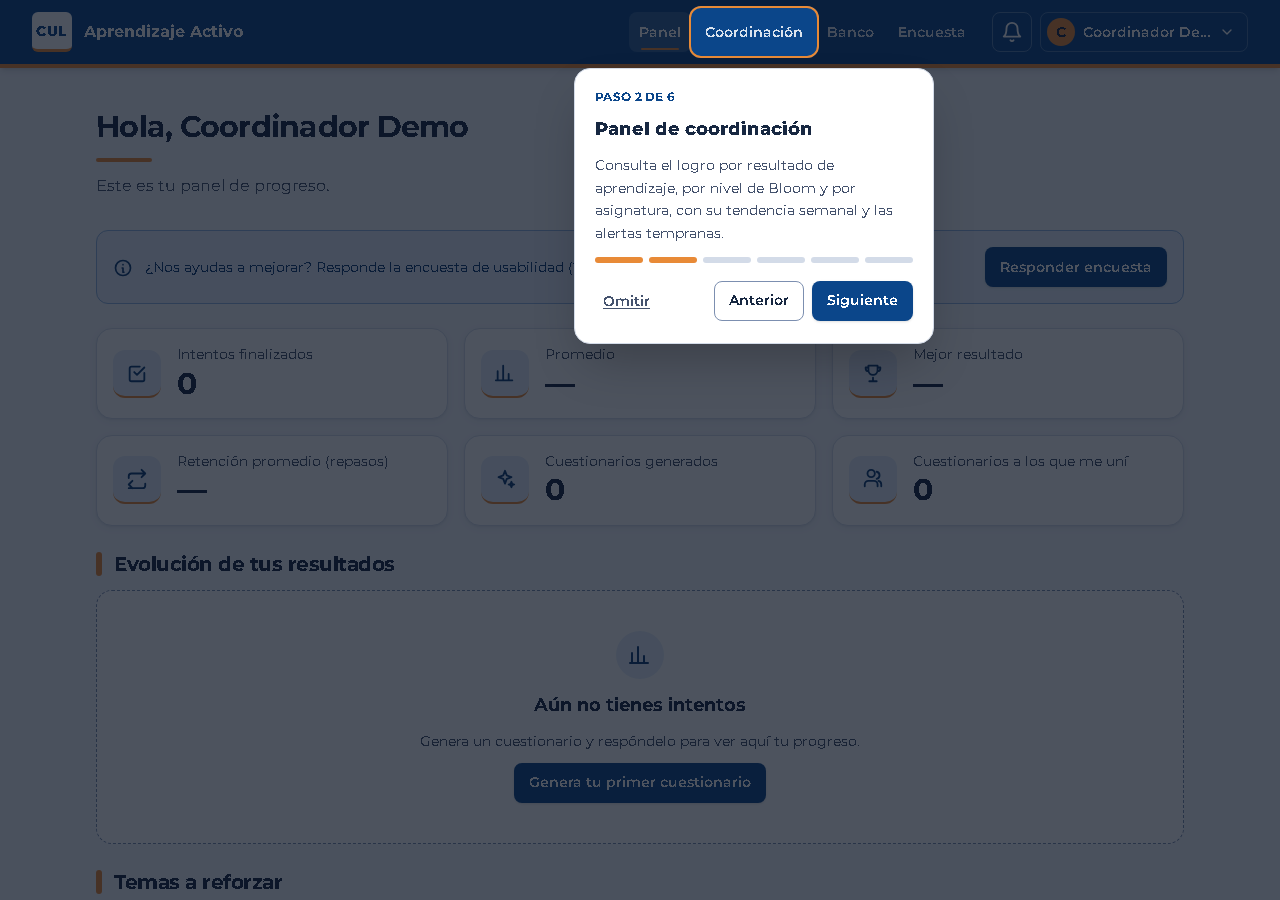 CUL Aprendizaje Activo Panel Coordinación Banco Encuesta C Coordinador De...
PASO 2 DE 6
Panel de coordinación
Consulta el logro por resultado de
aprendizaje, por nivel de Bloom y por
asignatura, con su tendencia semanal y las
alertas tempranas.
Omitir Anterior Siguiente
Hola, Coordinador Demo
Este es tu panel de progreso.
¿Nos ayudas a mejorar? Responde la encuesta de usabilidad
Responder encuesta
Intentos finalizados
0
Promedio
—
Mejor resultado
—
Retención promedio (repasos)
—
Cuestionarios generados
0
Cuestionarios a los que me uní
0
Evolución de tus resultados
Aún no tienes intentos
Genera un cuestionario y respóndelo para ver aquí tu progreso.
Genera tu primer cuestionario
Temas a reforzar